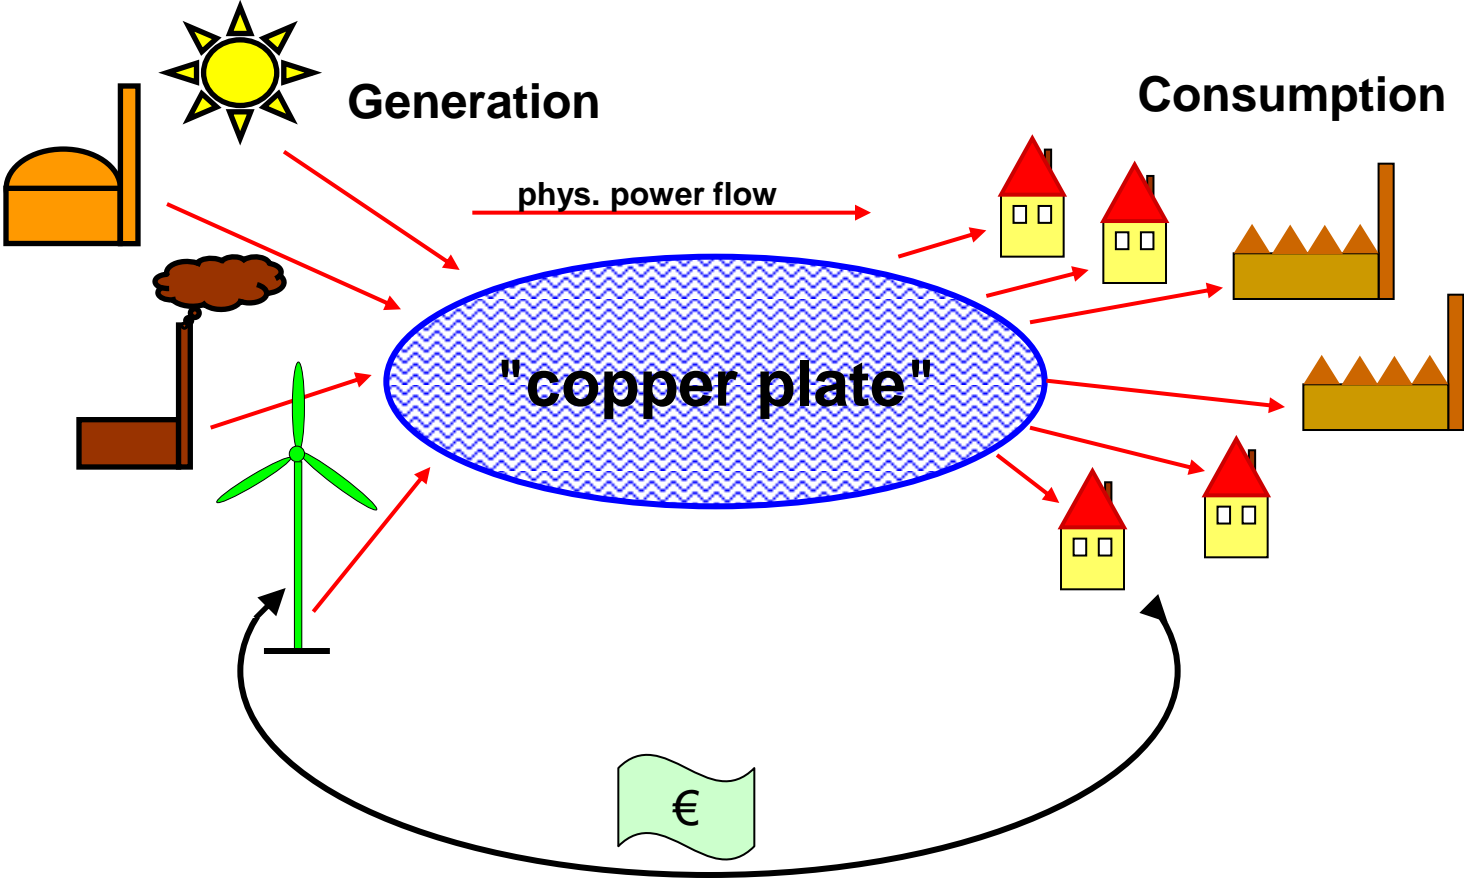 Generation
Consumption
phys. power flow
"copper plate"
€